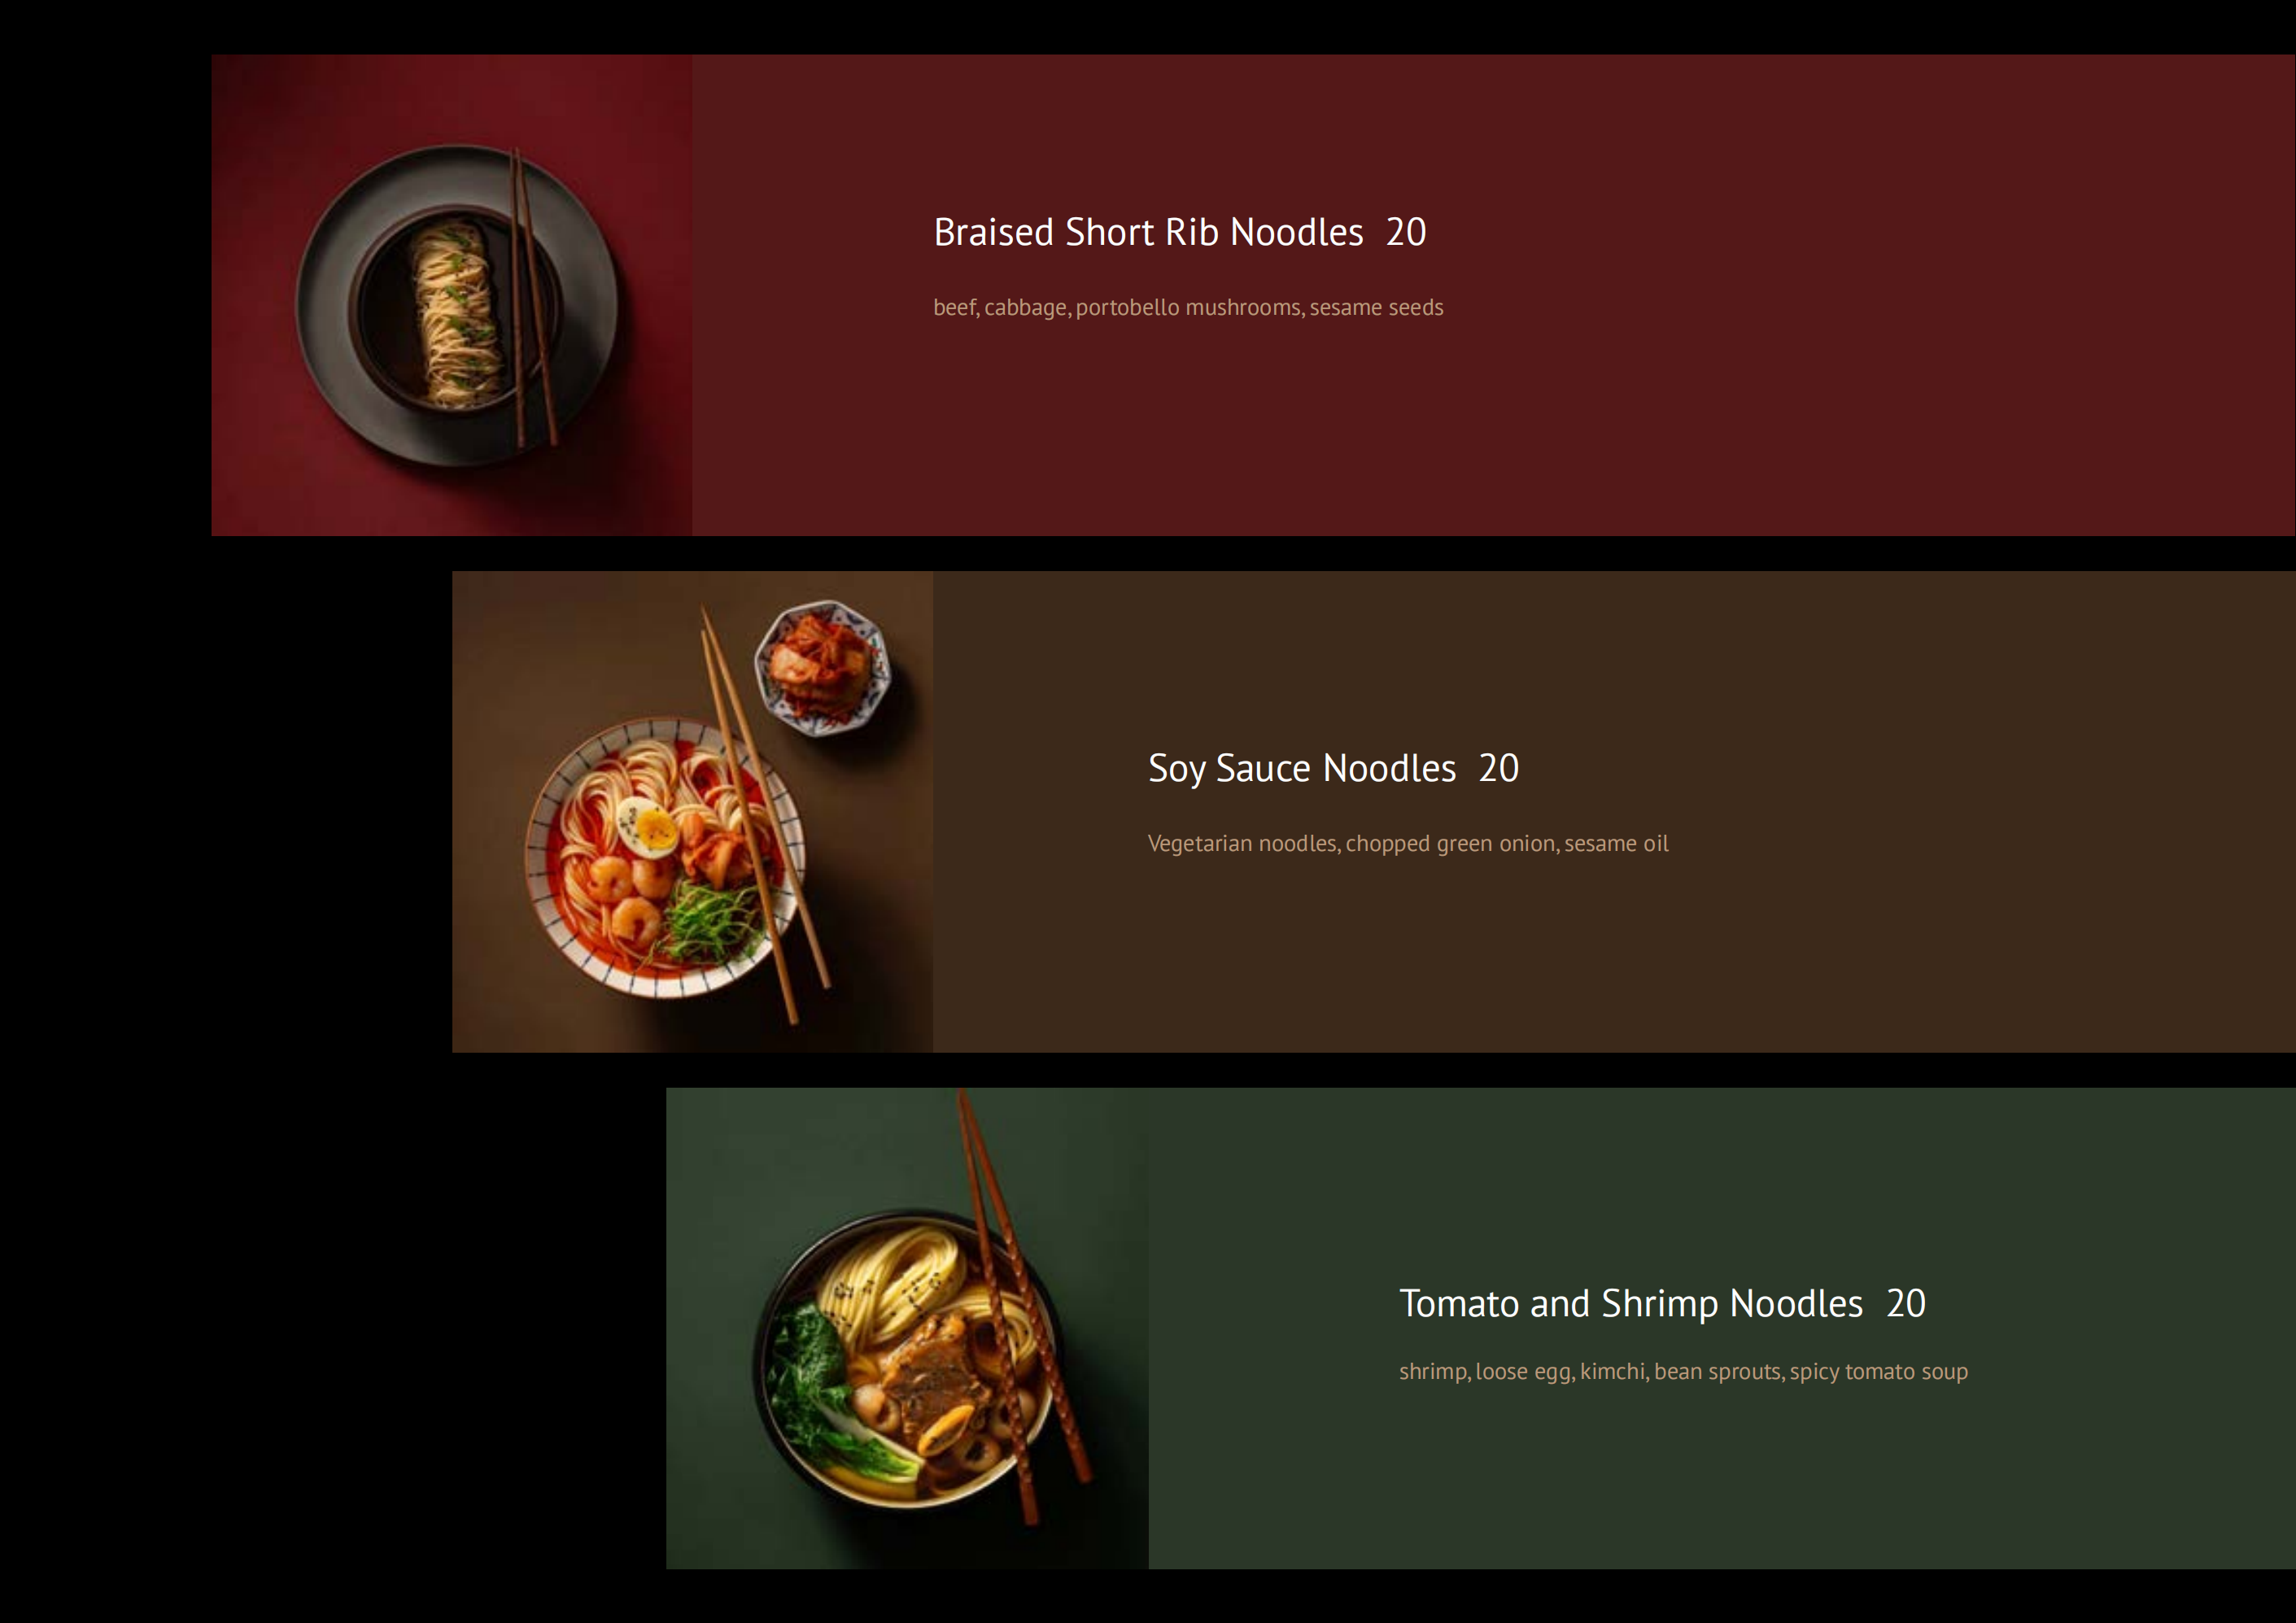 Braised Short Rib Noodles  20
beef, cabbage, portobello mushrooms, sesame seeds
Soy Sauce Noodles  20
Vegetarian noodles, chopped green onion, sesame oil
Tomato and Shrimp Noodles  20
shrimp, loose egg, kimchi, bean sprouts, spicy tomato soup